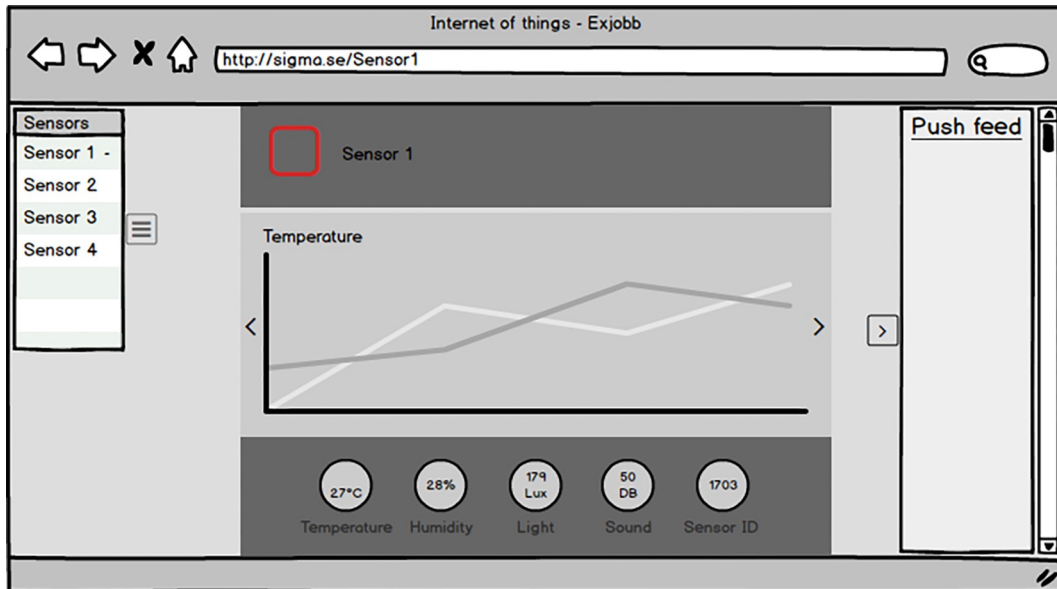 Internet of things - Exjobb
http://sigma.se/Sensor1
Sensors
Sensor 1 -
Sensor 2
Sensor 3
Sensor 4
Sensor 1
Temperature
27°C
28%
179
Lux
50
DB
1703
Temperature
Humidity
Light
Sound
Sensor ID
Push feed